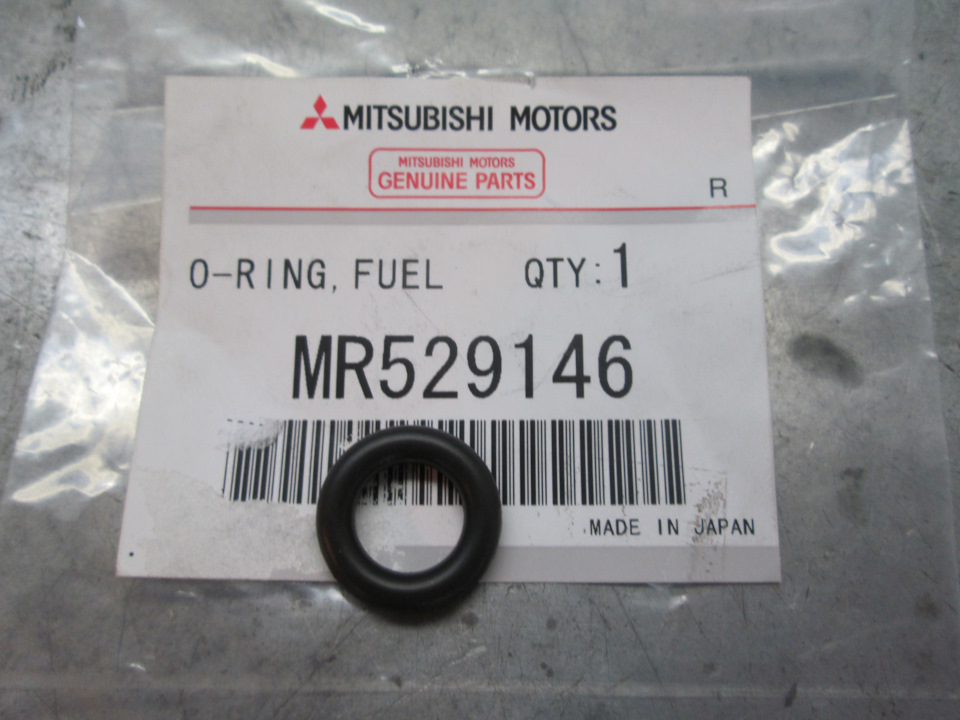 MITSUBISHI MOTORS
MITSUBISHI MOTORS
GENUINE PARTS
R
O-RING, FUEL QTY:1
MR529146
MADE IN JAPAN